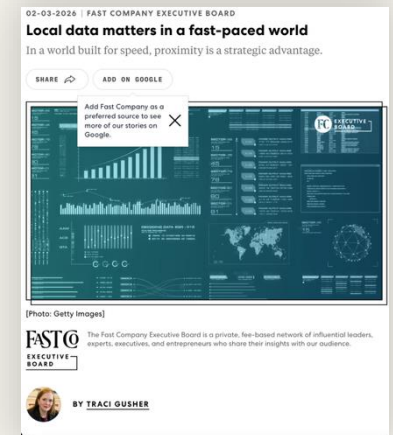 02-03-2026 | FAST COMPANY EXECUTIVE BOARD
Local data matters in a fast-paced world
In a world built for speed, proximity is a strategic advantage.
SHARE
ADD ON GOOGLE
Add Fast Company as a
preferred source to see
more of our stories on
Google.
FC EXECUTIVE
BOARD
[Photo: Getty Images]
FAST CO
EXECUTIVE
BOARD
The Fast Company Executive Board is a private, fee-based network of influential leaders,
experts, executives, and entrepreneurs who share their insights with our audience.
BY TRACI GUSHER